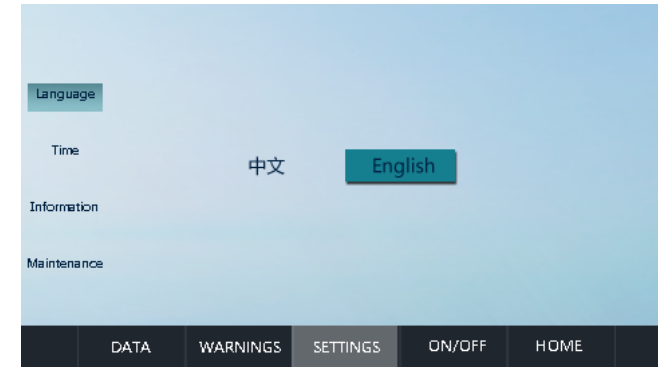 Language
Time
中文 English
Information
Maintenance
DATA WARNINGS SETTINGS ON/OFF HOME